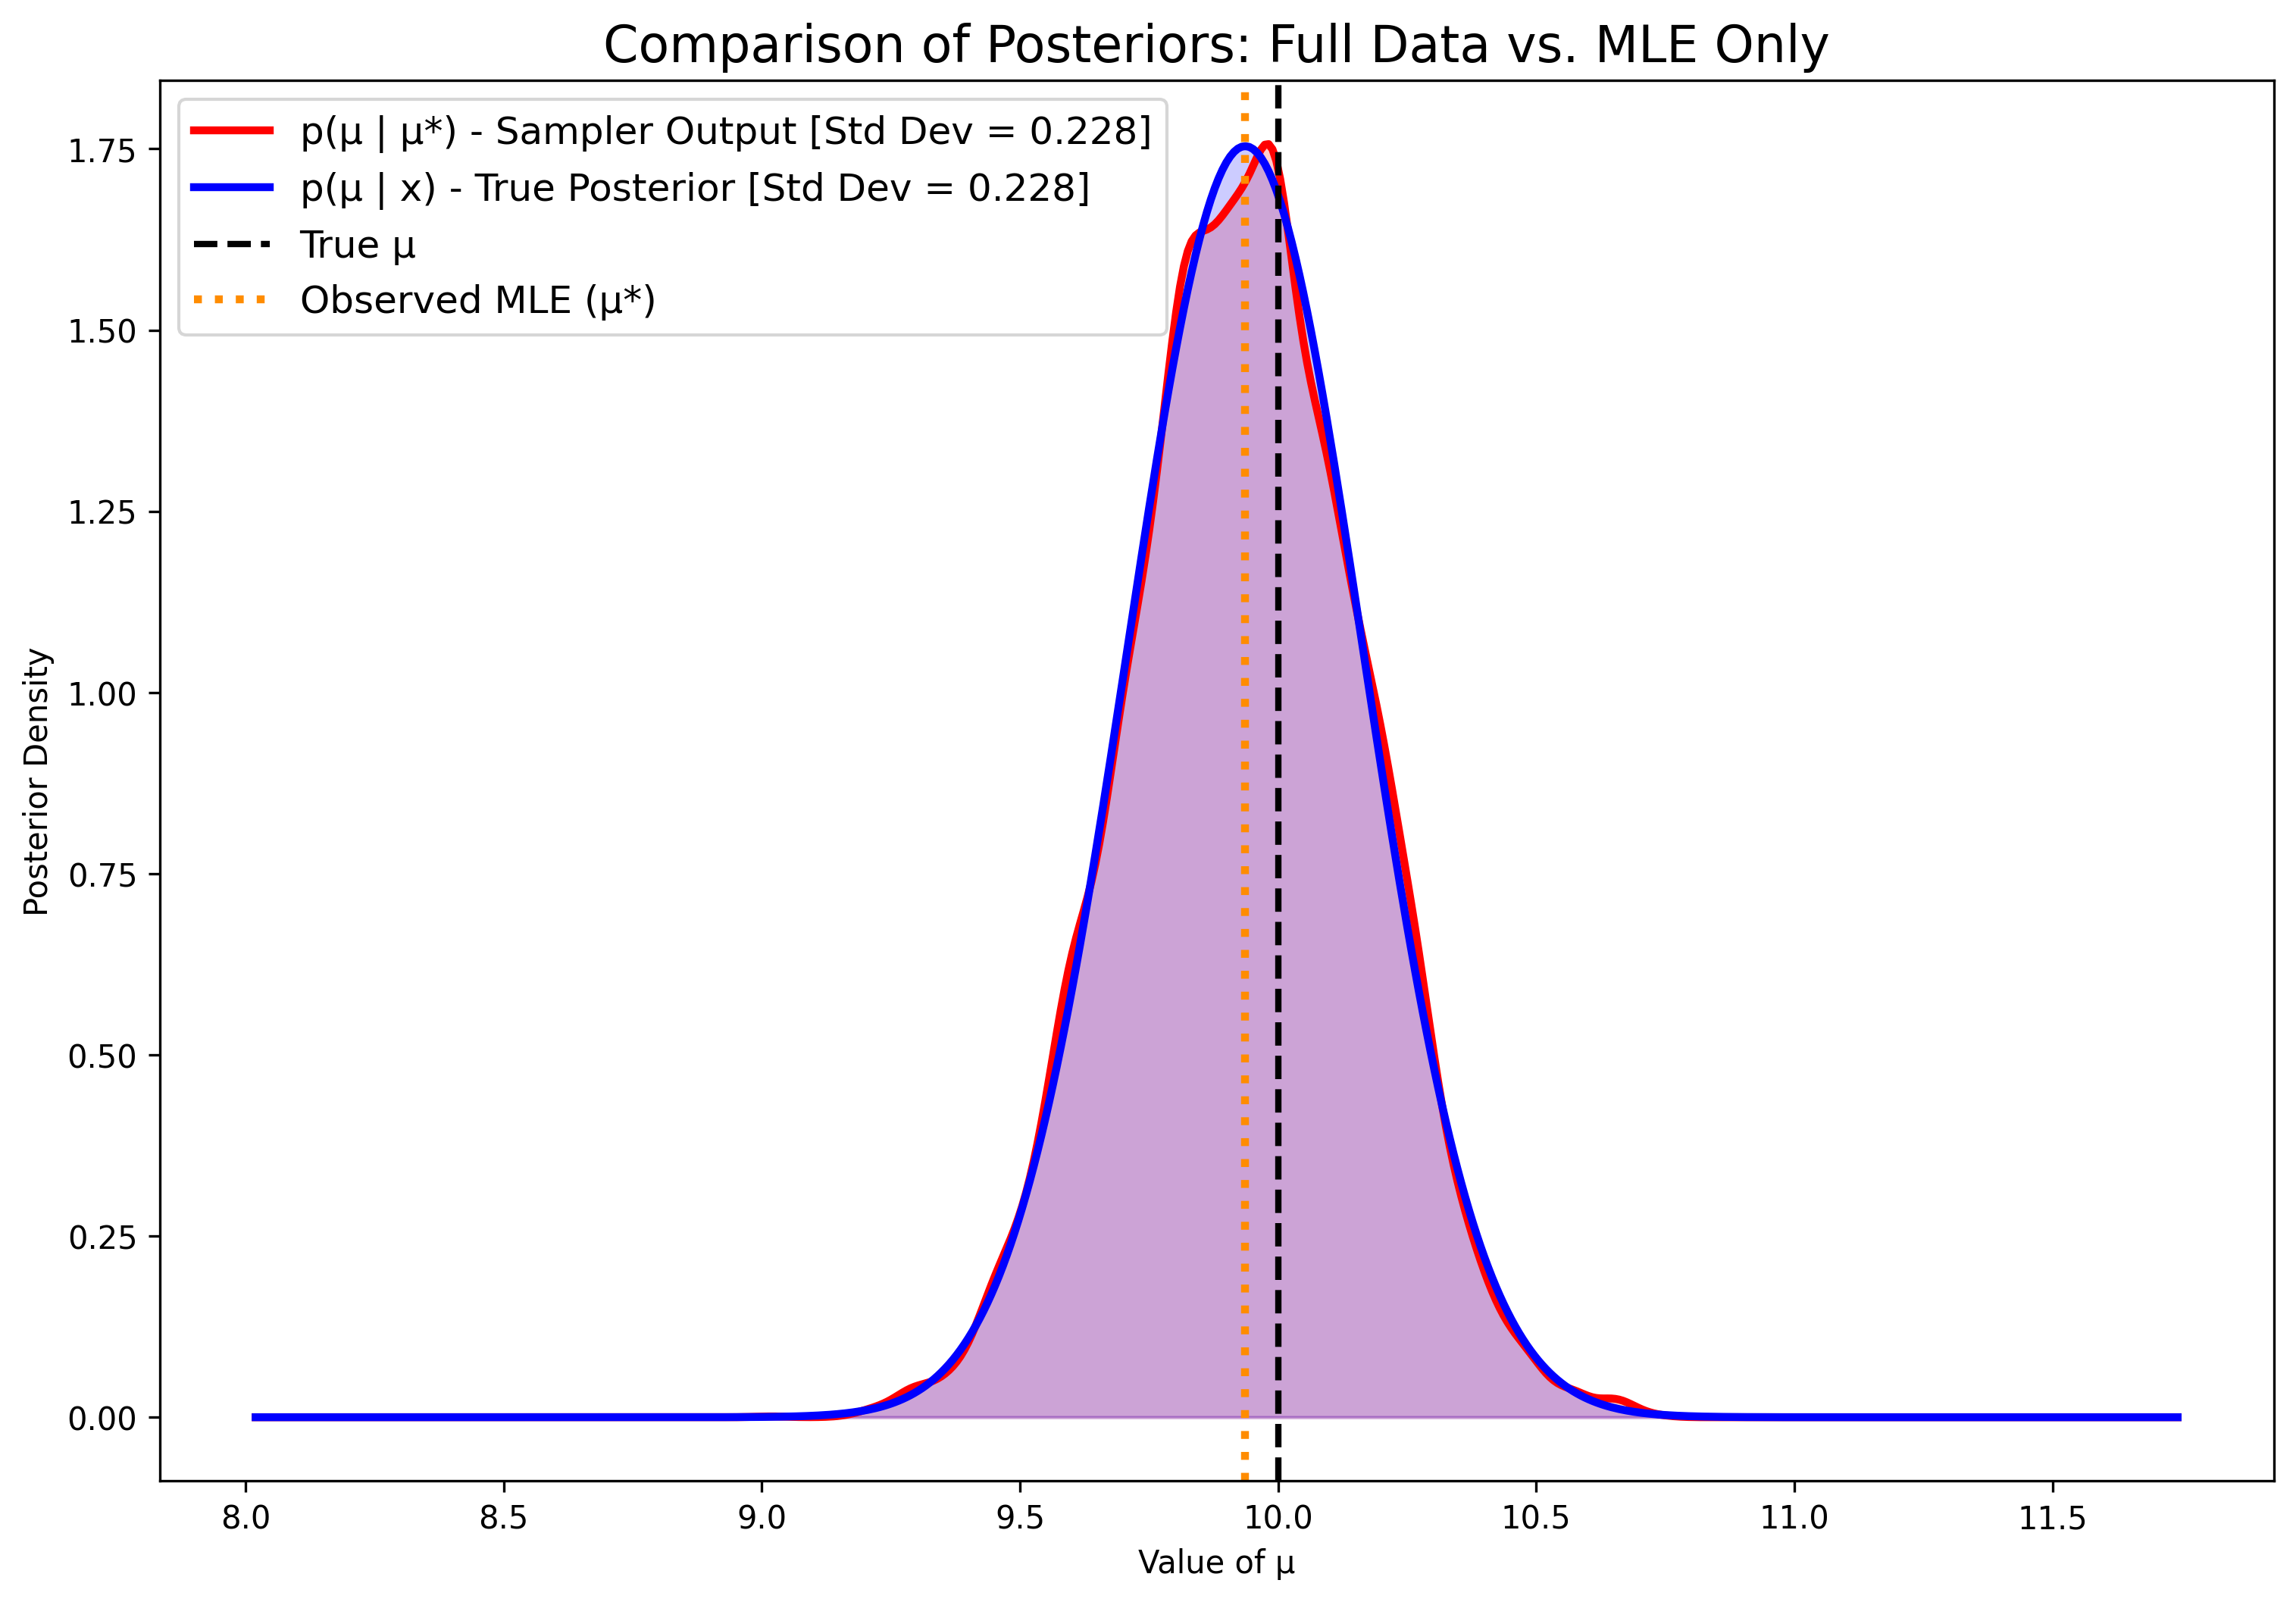 Comparison of Posteriors: Full Data vs. MLE Only
p(μ | μ*) - Sampler Output [Std Dev = 0.228]
p(μ | x) - True Posterior [Std Dev = 0.228]
True μ
Observed MLE (μ*)
Posterior Density
1.75
1.50
1.25
1.00
0.75
0.50
0.25
0.00
8.0 8.5 9.0 9.5 10.0 10.5 11.0 11.5
Value of μ